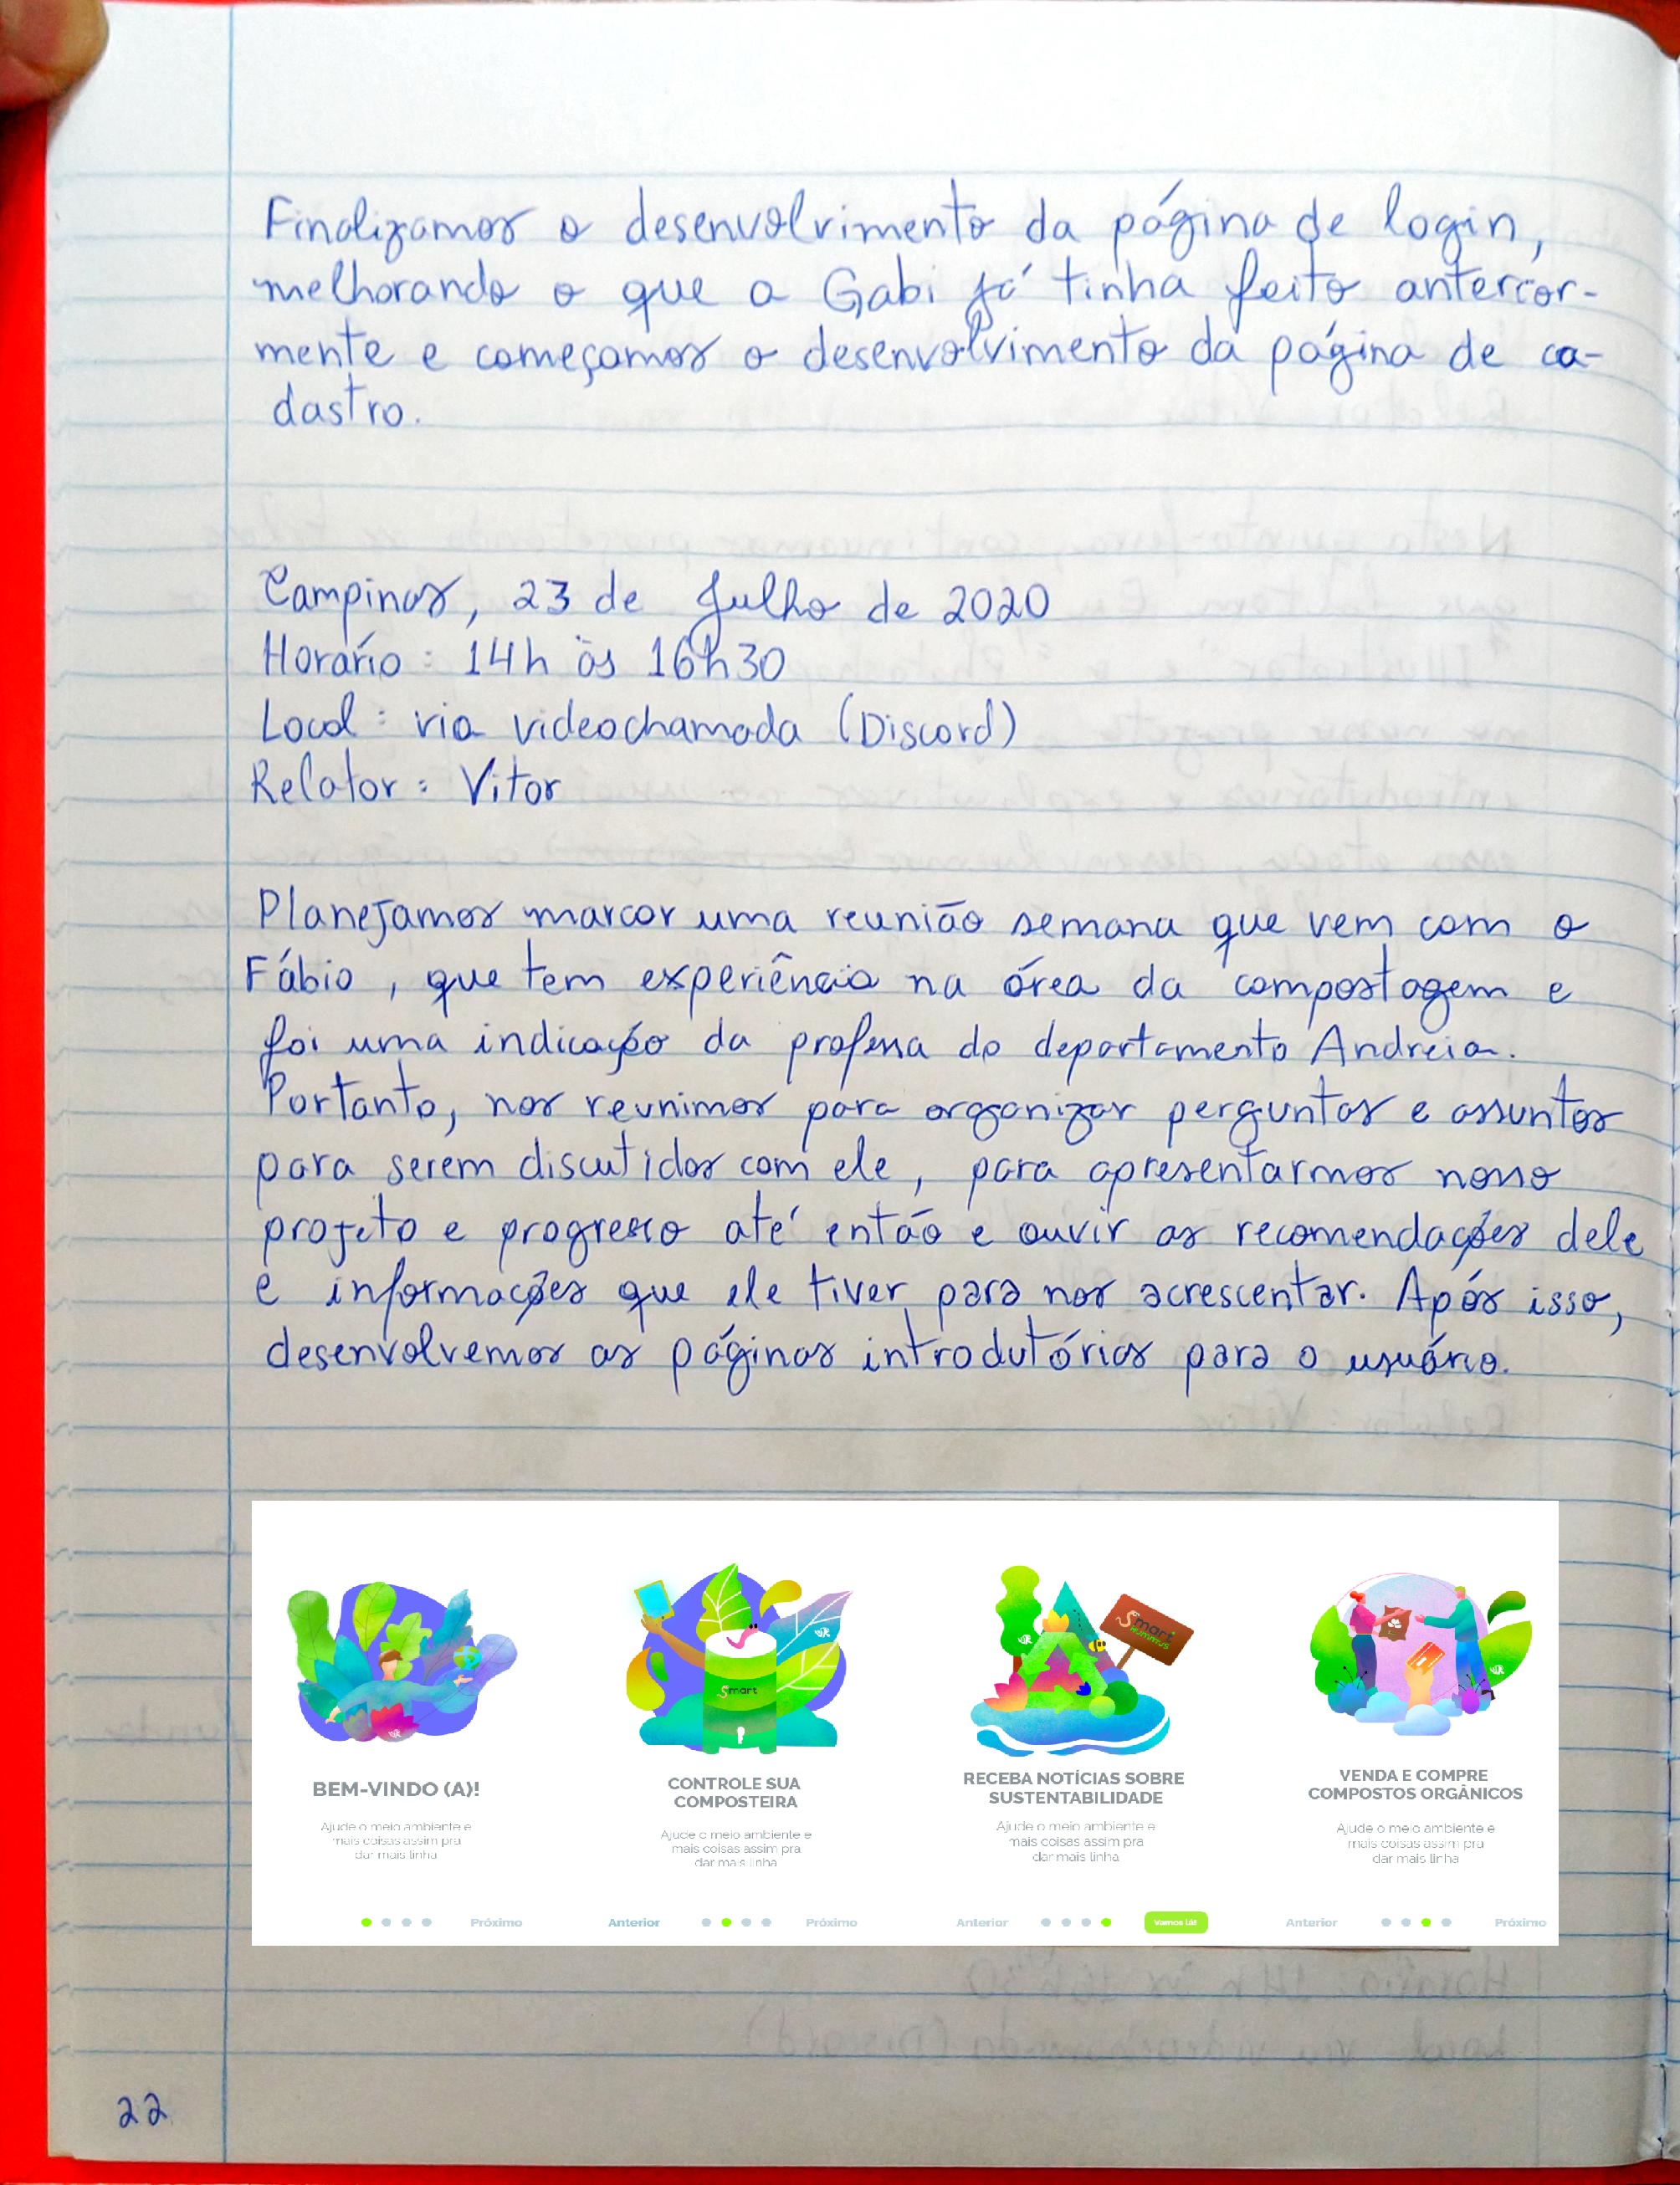 Finalizamos o desenvolvimento da página de login,
melhorando o que a Gabi já tinha feito anterior-
mente e começamos o desenvolvimento da página de ca-
dastro.
Campinas, 23 de Julho de 2020
Horário: 14h às 16h30
Local: via videochamada (Discord)
Relator: Vitor
Planejamos marcar uma reunião semana que vem com o
Fábio, que tem experiência na área da compostagem e
foi uma indicação da profesa do departamento Andréia.
Portanto, nos reunimos para organizar perguntas e assuntos
para serem discutidos com ele, para apresentarmos nosso
projeto e progresso até então e ouvir as recomendações dele
e informações que ele tiver para nos acrescentar. Após isso,
desenvolvemos as páginas introdutórias para o usuário.
Smart
Smart Hummus
BEM-VINDO (A)!
Ajude o meio ambiente e
mais coisas assim pra
dar mais linha
Próximo
CONTROLE SUA
COMPOSTEIRA
Ajude o meio ambiente e
mais coisas assim pra
dar mais linha
Anterior
Próximo
RECEBA NOTÍCIAS SOBRE
SUSTENTABILIDADE
Ajude o meio ambiente e
mais coisas assim pra
dar mais linha
Anterior
Vamos lá!
VENDA E COMPRE
COMPOSTOS ORGÂNICOS
Ajude o meio ambiente e
mais coisas assim pra
dar mais linha
Anterior
Próximo
22